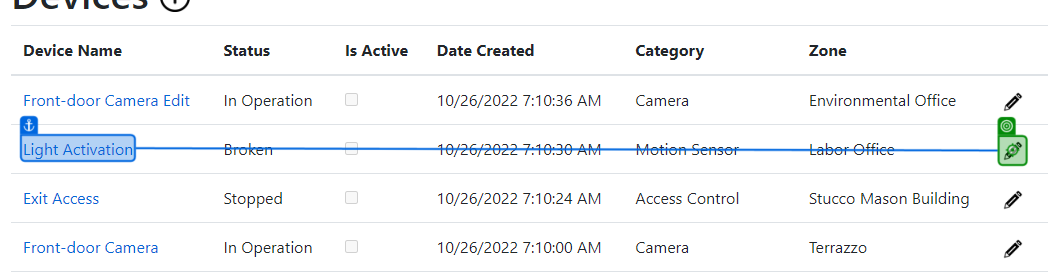 Devices
Device Name Status Is Active Date Created Category Zone
Front-door Camera Edit In Operation 10/26/2022 7:10:36 AM Camera Environmental Office
Light Activation Broken 10/26/2022 7:10:30 AM Motion Sensor Labor Office
Exit Access Stopped 10/26/2022 7:10:24 AM Access Control Stucco Mason Building
Front-door Camera In Operation 10/26/2022 7:10:00 AM Camera Terrazzo